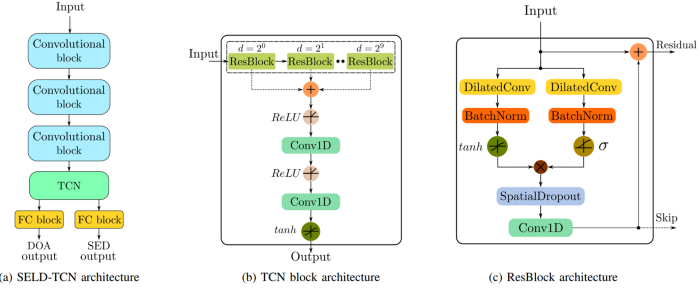 Input
Convolutional
block
Convolutional
block
Convolutional
block
TCN
FC block FC block
DOA
output
SED
output
(a) SELD-TCN architecture
Input
d = 2^0 d = 2^1 d = 2^9
ResBlock ResBlock ResBlock
+
ReLU
Conv1D
ReLU
Conv1D
tanh
Output
(b) TCN block architecture
Input
+ Residual
DilatedConv DilatedConv
BatchNorm BatchNorm
tanh σ
×
SpatialDropout
Conv1D
Skip
(c) ResBlock architecture